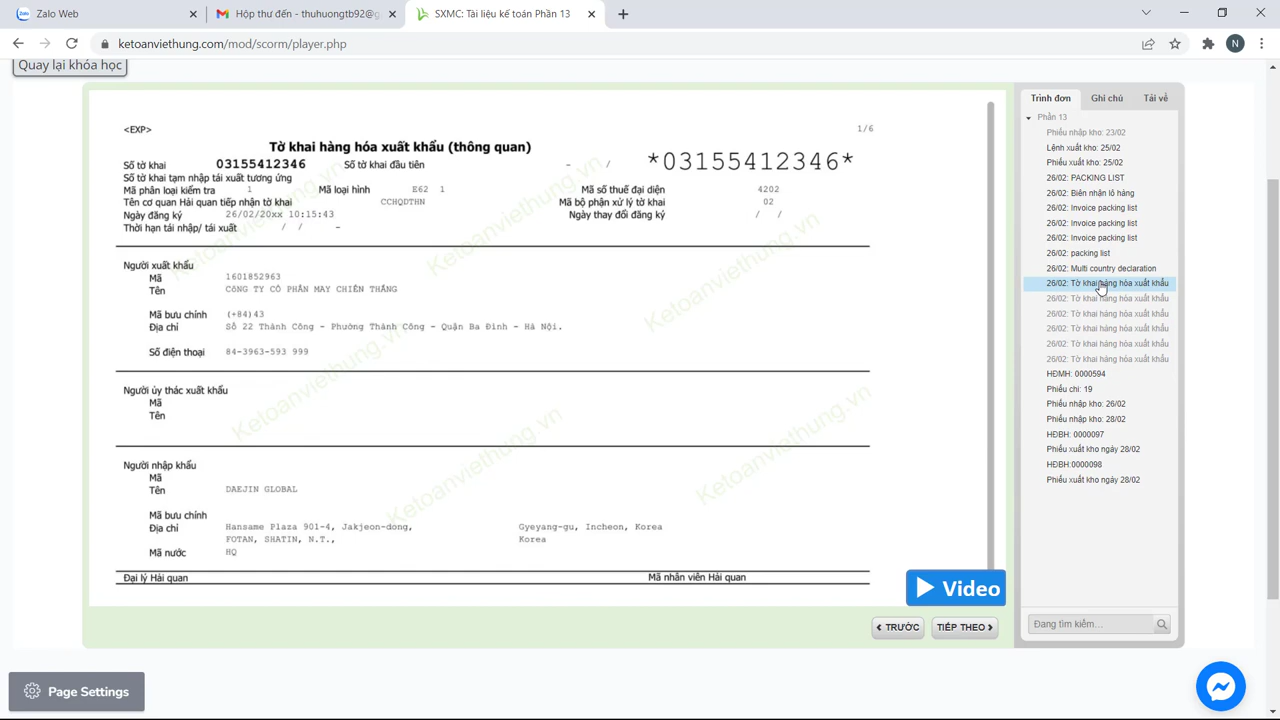 Zalo Web
Hộp thư đến - thuhuongtb92@g
SXMC: Tài liệu kế toán Phần 13
ketoanviethung.com/mod/scorm/player.php
N
Quay lại khóa học
<EXP>
1/6
Tờ khai hàng hóa xuất khẩu (thông quan)
Số tờ khai 03155412346 Số tờ khai đầu tiên - / *03155412346*
Số tờ khai tạm nhập tái xuất tương ứng
Mã phân loại kiểm tra 1 Mã loại hình E62 1 Mã số thuế đại diện 4202
Tên cơ quan Hải quan tiếp nhận tờ khai CCHQDTHN Mã bộ phận xử lý tờ khai 02
Ngày đăng ký 26/02/20xx 10:15:43 Ngày thay đổi đăng ký / /
Thời hạn tái nhập/ tái xuất / / -
Người xuất khẩu
Mã 1601852963
Tên CÔNG TY CỔ PHẦN MAY CHIẾN THẮNG
Mã bưu chính (+84)43
Địa chỉ Số 22 Thành Công - Phường Thành Công - Quận Ba Đình - Hà Nội.
Số điện thoại 84-3963-593 999
Người ủy thác xuất khẩu
Mã
Tên
Người nhập khẩu
Mã
Tên DAEJIN GLOBAL
Mã bưu chính
Địa chỉ Hansame Plaza 901-4, Jakjeon-dong, Gyeyang-gu, Incheon, Korea
FOTAN, SHATIN, N.T., Korea
Mã nước HQ
Đại lý Hải quan Mã nhân viên Hải quan
Ketoanviethung.vn
Ketoanviethung.vn
Ketoanviethung.vn
Ketoanviethung.vn
Ketoanviethung.vn
Ketoanviethung.vn
Video
TRƯỚC
TIẾP THEO
Trình đơn
Ghi chú
Tải về
Phần 13
Phiếu nhập kho: 23/02
Lệnh xuất kho: 25/02
Phiếu xuất kho: 25/02
26/02: PACKING LIST
26/02: Biên nhận lô hàng
26/02: Invoice packing list
26/02: Invoice packing list
26/02: Invoice packing list
26/02: packing list
26/02: Multi country declaration
26/02: Tờ khai hàng hóa xuất khẩu
26/02: Tờ khai hàng hóa xuất khẩu
26/02: Tờ khai hàng hóa xuất khẩu
26/02: Tờ khai hàng hóa xuất khẩu
26/02: Tờ khai hàng hóa xuất khẩu
26/02: Tờ khai hàng hóa xuất khẩu
HĐMH: 0000594
Phiếu chi: 19
Phiếu nhập kho: 26/02
Phiếu nhập kho: 28/02
HĐBH: 0000097
Phiếu xuất kho ngày 28/02
HĐBH:0000098
Phiếu xuất kho ngày 28/02
Đang tìm kiếm...
Page Settings